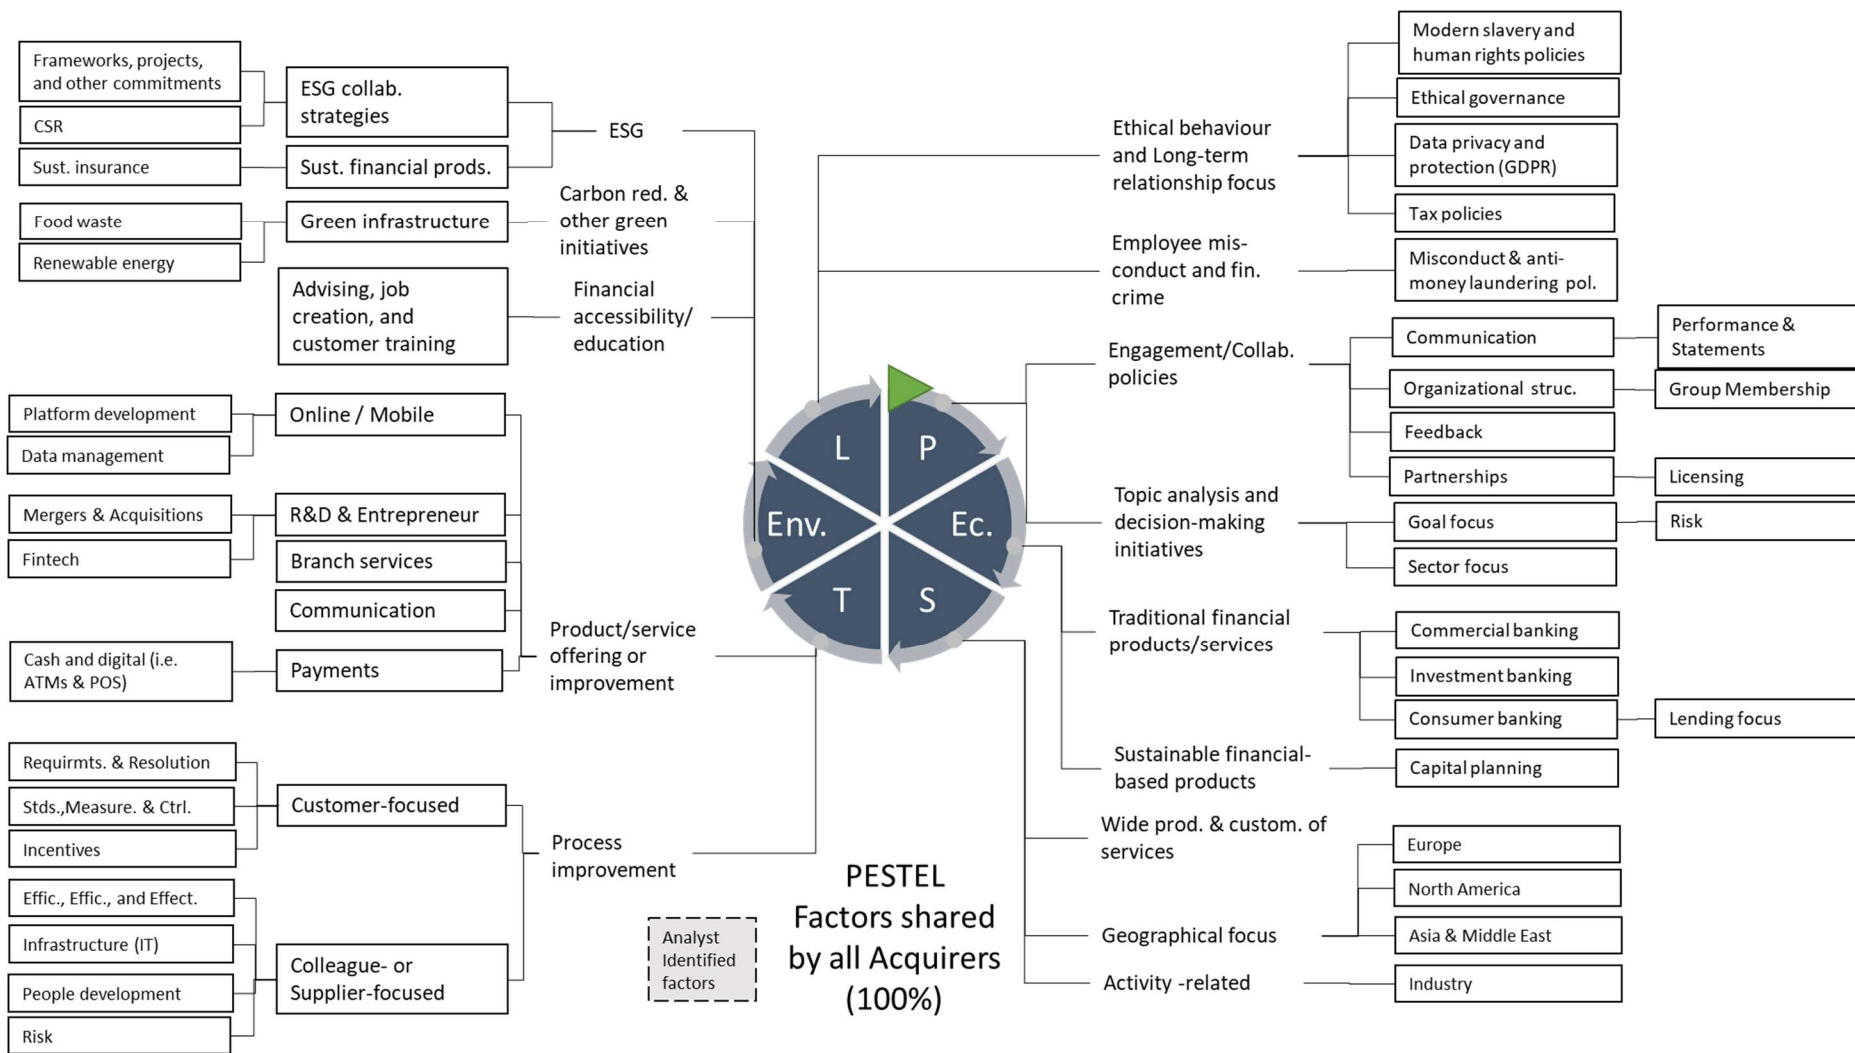 Frameworks, projects,
and other commitments
CSR
Sust. insurance
Food waste
Renewable energy
ESG collab.
strategies
Sust. financial prods.
Green infrastructure
Advising, job
creation, and
customer training
ESG
Carbon red. &
other green
initiatives
Financial
accessibility/
education
Platform development
Data management
Mergers & Acquisitions
Fintech
Cash and digital (i.e.
ATMs & POS)
Online / Mobile
R&D & Entrepreneur
Branch services
Communication
Payments
Product/service
offering or
improvement
Requirmts. & Resolution
Stds.,Measure. & Ctrl.
Incentives
Effic., Effic., and Effect.
Infrastructure (IT)
People development
Risk
Customer-focused
Colleague- or
Supplier-focused
Process
improvement
L
P
Env.
Ec.
T
S
Analyst
Identified
factors
PESTEL
Factors shared
by all Acquirers
(100%)
Ethical behaviour
and Long-term
relationship focus
Modern slavery and
human rights policies
Ethical governance
Data privacy and
protection (GDPR)
Tax policies
Employee mis-
conduct and fin.
crime
Misconduct & anti-
money laundering pol.
Engagement/Collab.
policies
Communication
Performance &
Statements
Organizational struc.
Group Membership
Feedback
Partnerships
Licensing
Topic analysis and
decision-making
initiatives
Goal focus
Risk
Sector focus
Traditional financial
products/services
Commercial banking
Investment banking
Consumer banking
Lending focus
Sustainable financial-
based products
Capital planning
Wide prod. & custom. of
services
Geographical focus
Europe
North America
Asia & Middle East
Activity -related
Industry